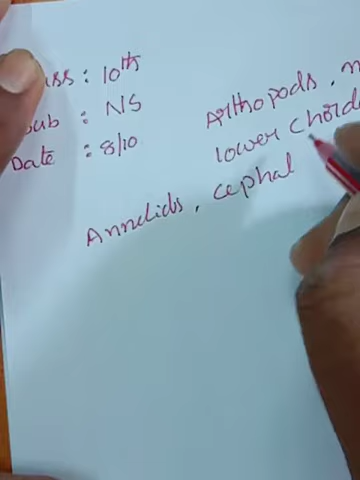 ss : 10th
ub : NS
Date : 8/10
Arthopods, m
lower chord
Annelids, cephal